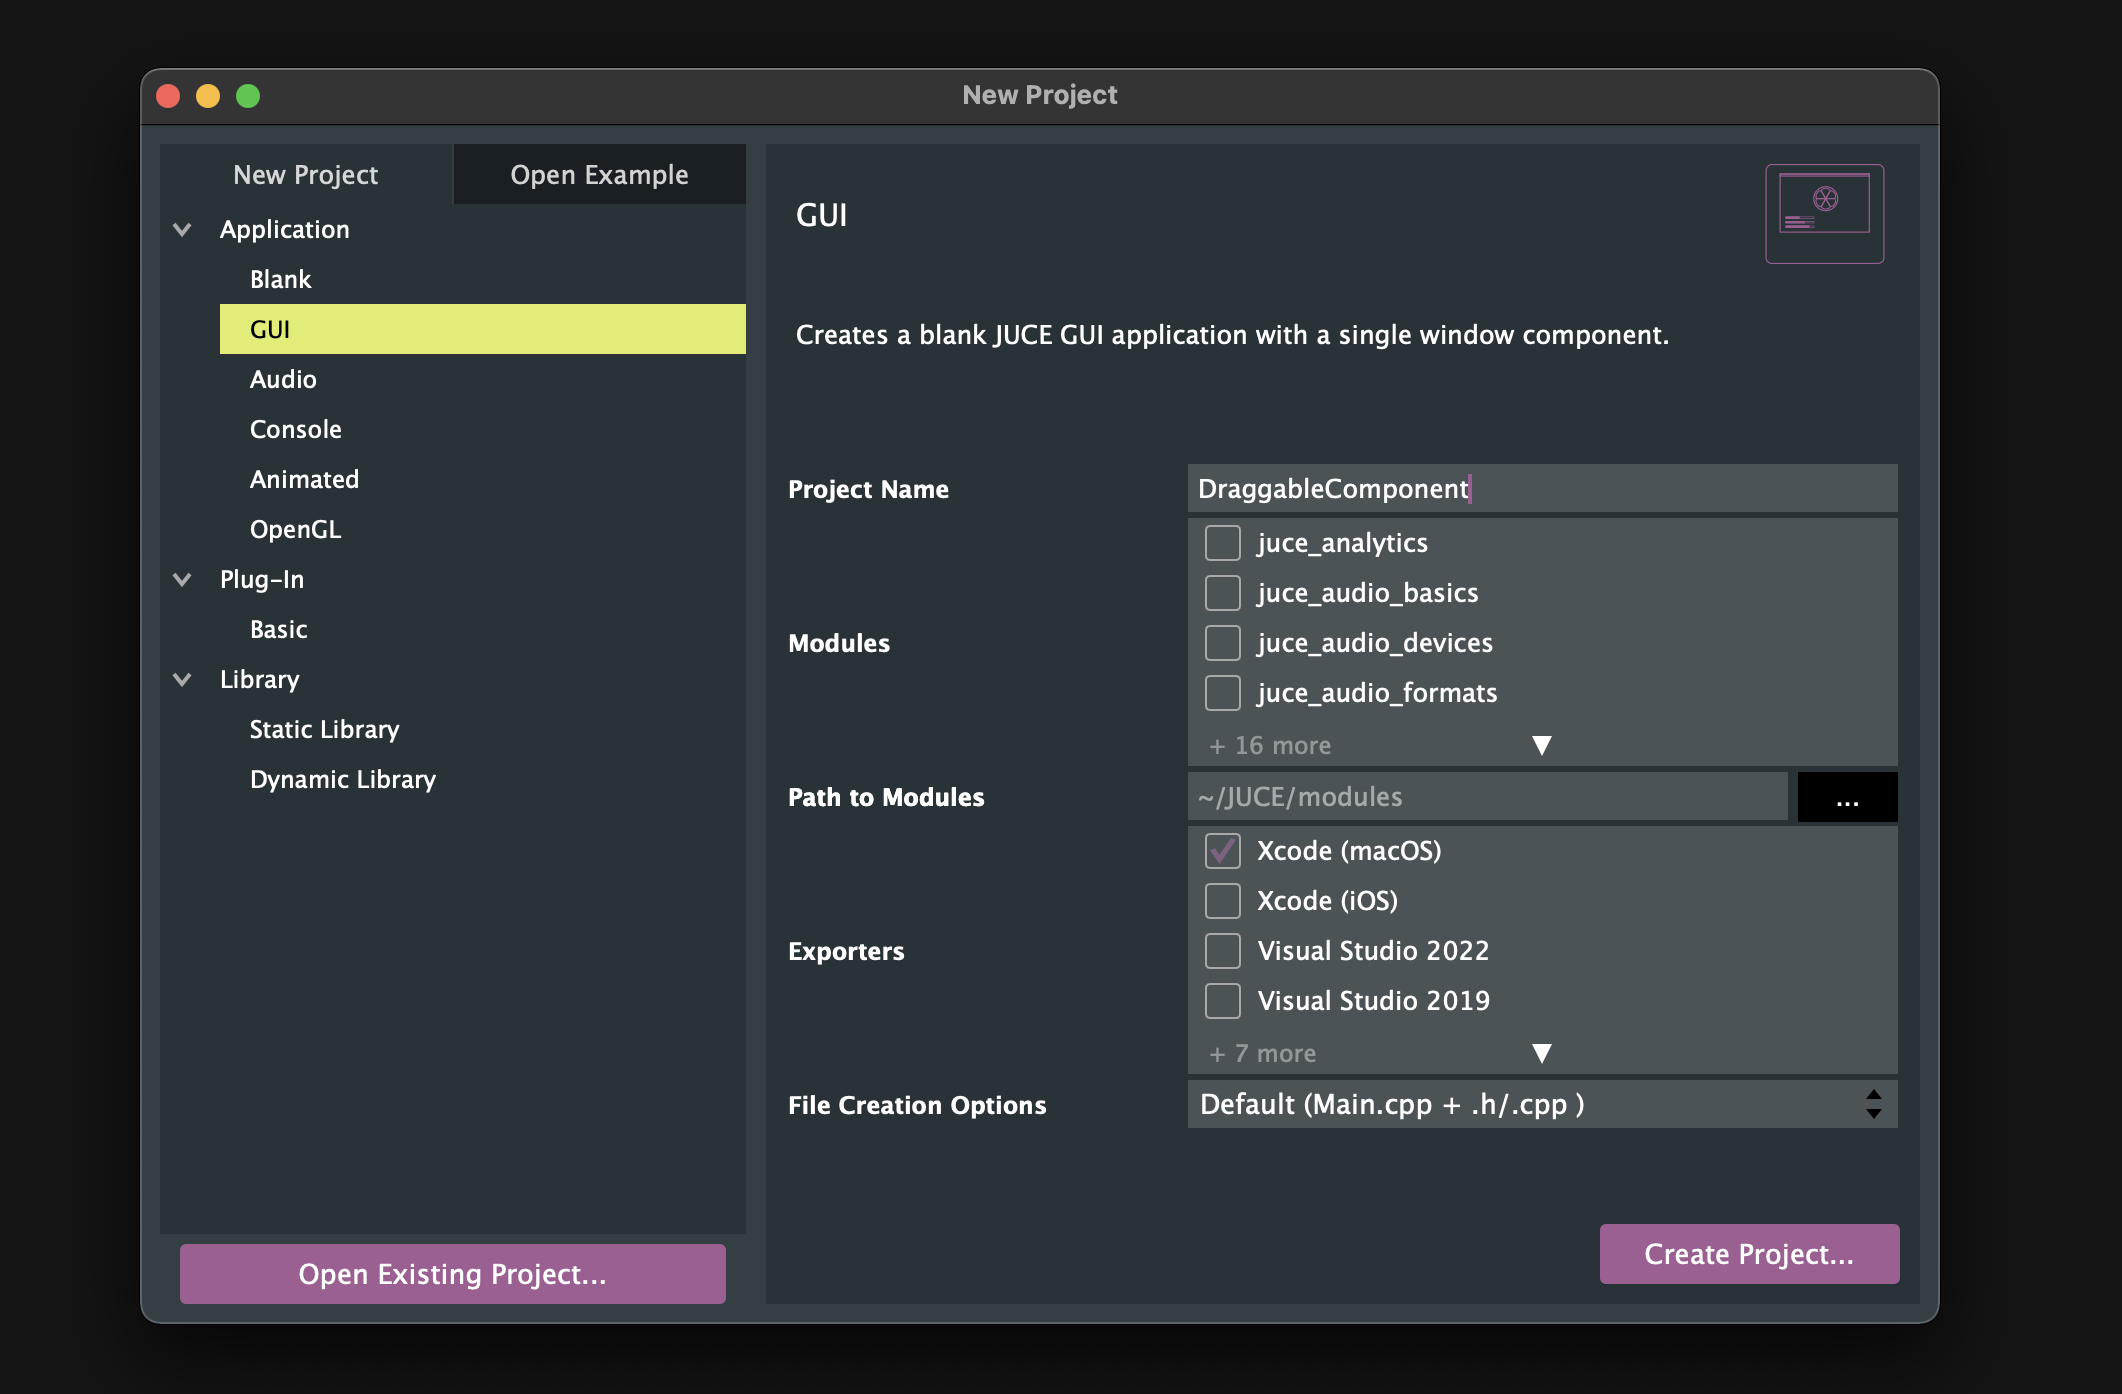 New Project
New Project
Open Example
Application
Blank
GUI
Audio
Console
Animated
OpenGL
Plug-In
Basic
Library
Static Library
Dynamic Library
Open Existing Project...
GUI
Creates a blank JUCE GUI application with a single window component.
Project Name
DraggableComponent
Modules
juce_analytics
juce_audio_basics
juce_audio_devices
juce_audio_formats
+ 16 more
Path to Modules
~/JUCE/modules
...
Exporters
Xcode (macOS)
Xcode (iOS)
Visual Studio 2022
Visual Studio 2019
+ 7 more
File Creation Options
Default (Main.cpp + .h/.cpp )
Create Project...